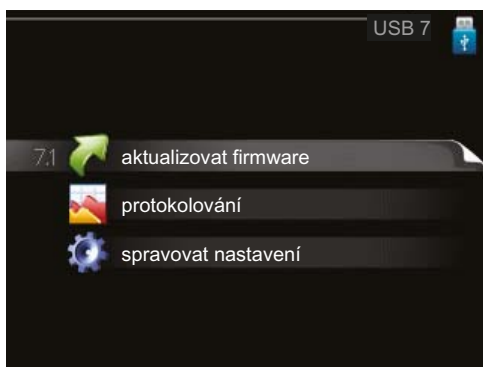 USB 7
7.1 aktualizovat firmware
protokolování
spravovat nastavení